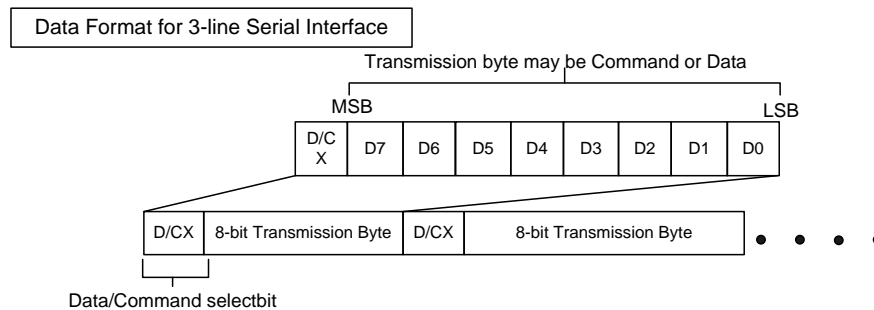 Data Format for 3-line Serial Interface
Transmission byte may be Command or Data
MSB
LSB
D/C
X
D7
D6
D5
D4
D3
D2
D1
D0
D/CX
8-bit Transmission Byte
D/CX
8-bit Transmission Byte
Data/Command selectbit